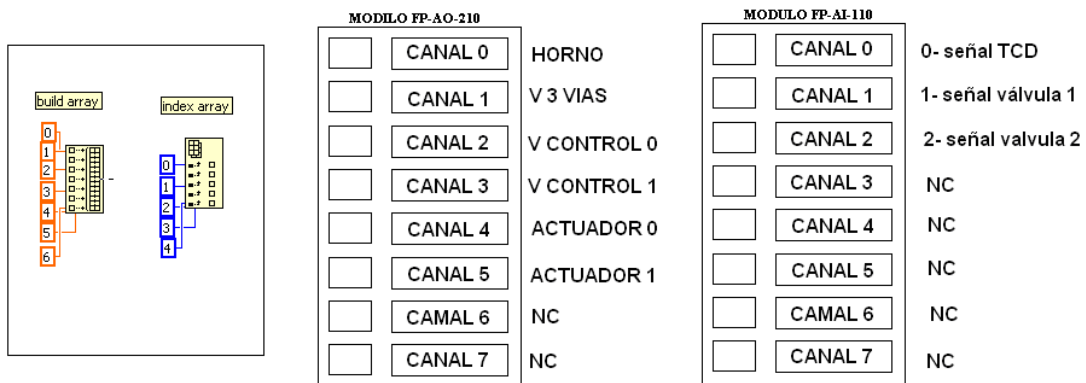 build array
0
1
2
3
4
5
6
index array
0
1
2
3
4
MODILO FP-AO-210
CANAL 0 HORNO
CANAL 1 V 3 VIAS
CANAL 2 V CONTROL 0
CANAL 3 V CONTROL 1
CANAL 4 ACTUADOR 0
CANAL 5 ACTUADOR 1
CAMAL 6 NC
CANAL 7 NC
MODULO FP-AI-110
CANAL 0 0- señal TCD
CANAL 1 1- señal válvula 1
CANAL 2 2- señal valvula 2
CANAL 3 NC
CANAL 4 NC
CANAL 5 NC
CAMAL 6 NC
CANAL 7 NC